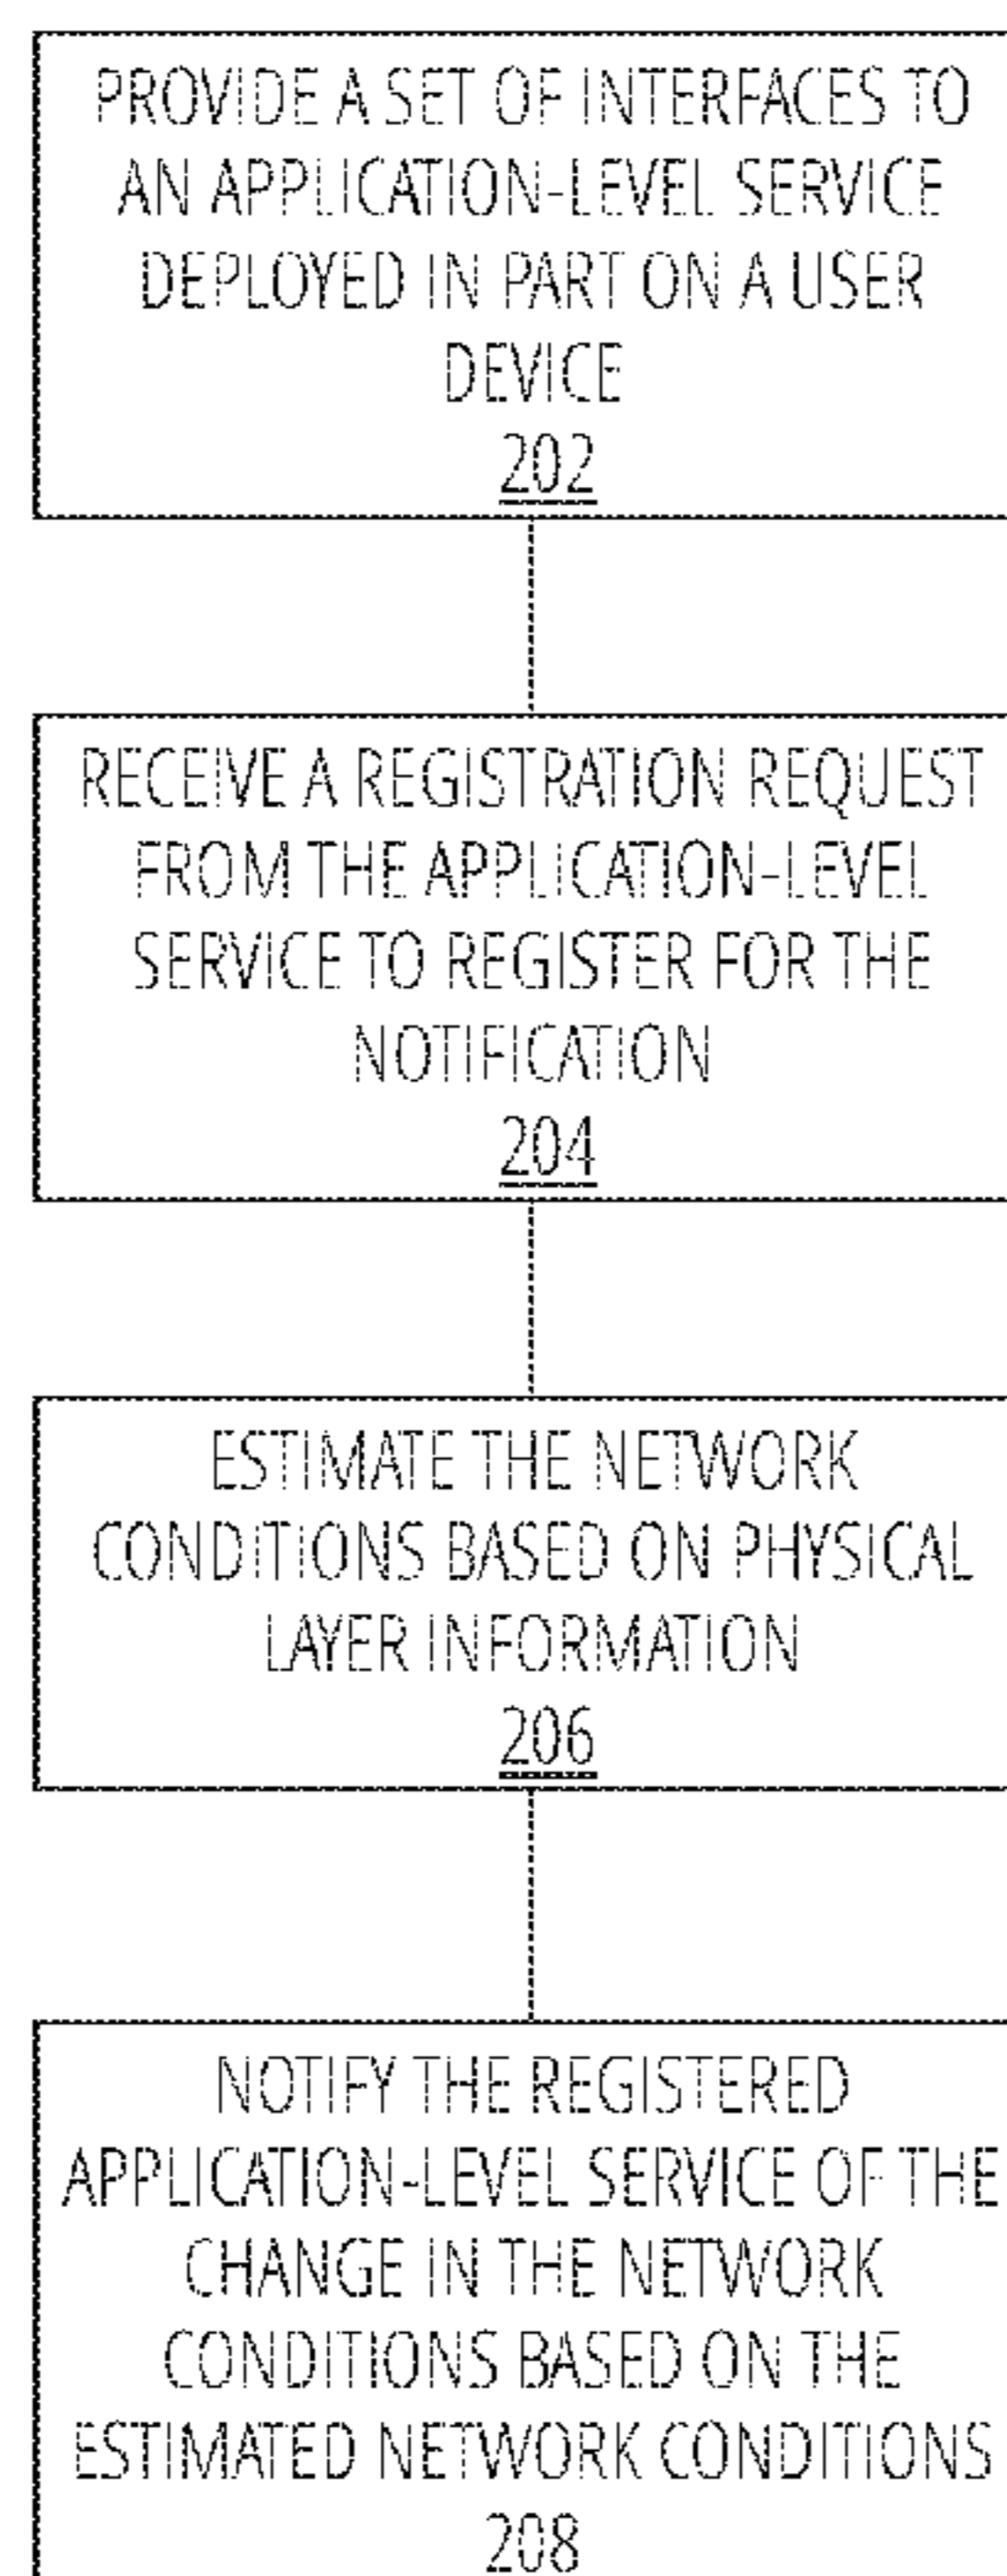 PROVIDE A SET OF INTERFACES TO
AN APPLICATION-LEVEL SERVICE
DEPLOYED IN PART ON A USER
DEVICE
202
RECEIVE A REGISTRATION REQUEST
FROM THE APPLICATION-LEVEL
SERVICE TO REGISTER FOR THE
NOTIFICATION
204
ESTIMATE THE NETWORK
CONDITIONS BASED ON PHYSICAL
LAYER INFORMATION
206
NOTIFY THE REGISTERED
APPLICATION-LEVEL SERVICE OF THE
CHANGE IN THE NETWORK
CONDITIONS BASED ON THE
ESTIMATED NETWORK CONDITIONS
208